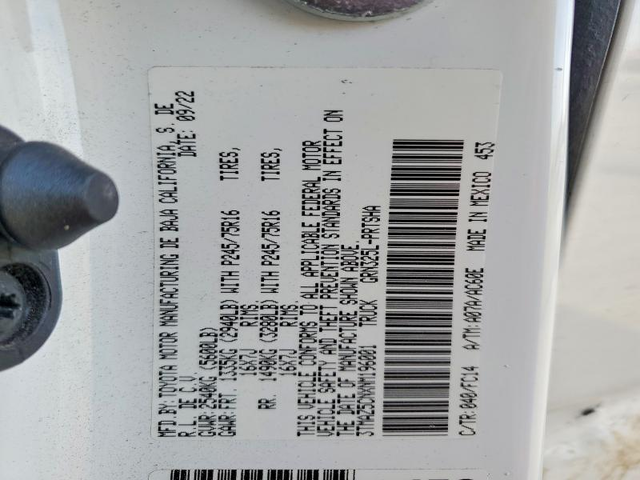 MFD. BY TOYOTA MOTOR MANUFACTURING DE BAJA CALIFORNIA, S. DE
R.L. DE C.V. DATE: 09/22
GVWR: 2540KG (5600LB)
GAWR: FRT. 1335KG (2940LB) WITH P245/75R16 TIRES,
16X7J RIMS
RR. 1490KG (3280LB) WITH P245/75R16 TIRES,
16X7J RIMS.
THIS VEHICLE CONFORMS TO ALL APPLICABLE FEDERAL MOTOR
VEHICLE SAFETY AND THEFT PREVENTION STANDARDS IN EFFECT ON
THE DATE OF MANUFACTURE SHOWN ABOVE.
TRUCK GRN325L-PRTSHA
C/TR: 040/FC14 A/TM: A07A/AC60E MADE IN MEXICO 453